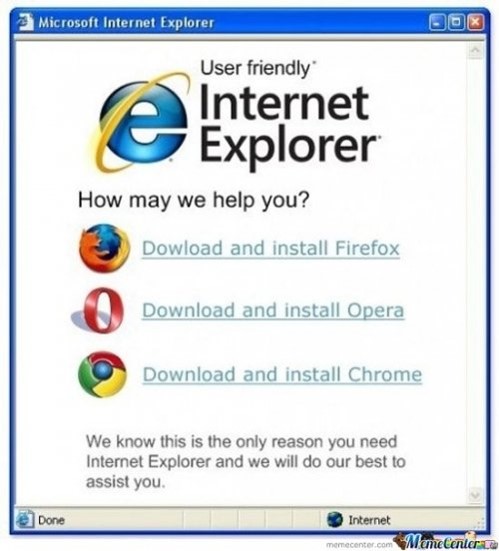 Microsoft Internet Explorer
User friendly
Internet
Explorer
How may we help you?
Dowload and install Firefox
Download and install Opera
Download and install Chrome
We know this is the only reason you need
Internet Explorer and we will do our best to
assist you.
Done
Internet
memecenter.com
MemeCenter